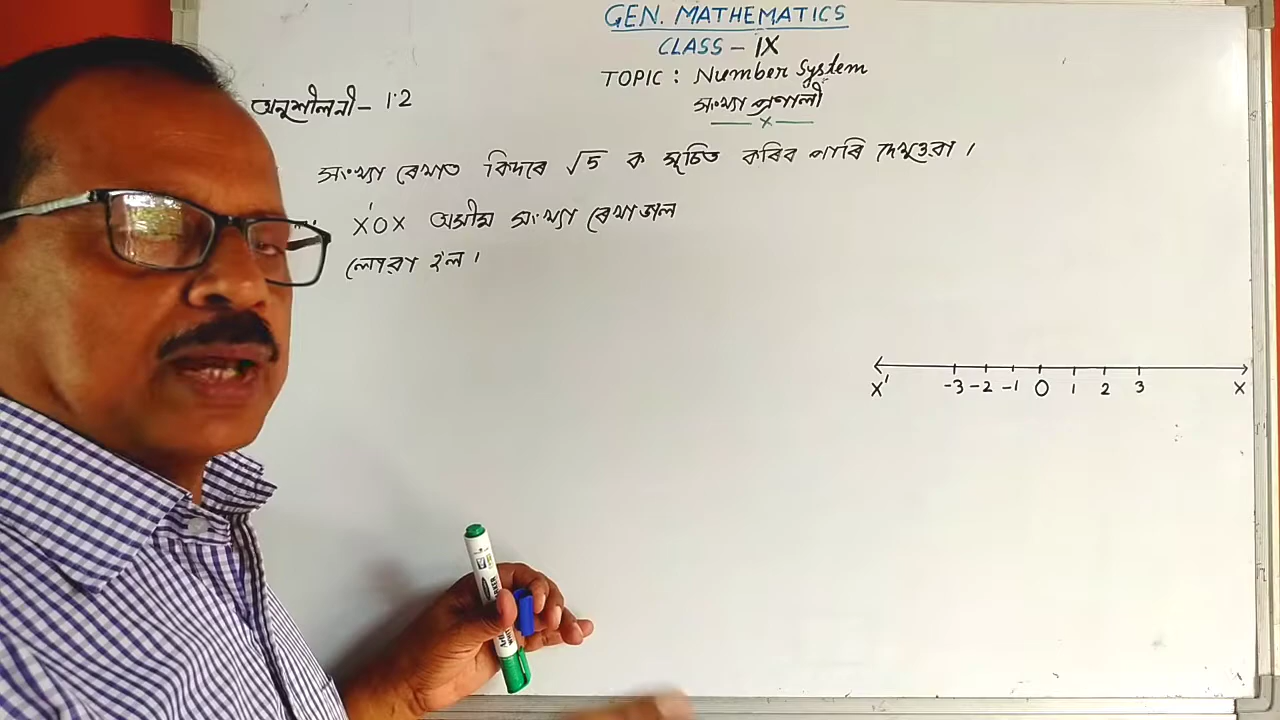 GEN. MATHEMATICS
CLASS - IX
TOPIC : Number System
সংখ্যা প্ৰণালী
x
অনুশীলনী - 1.2
সংখ্যা ৰেখাত কিদৰে √5 ক সূচিত কৰিব পাৰি দেখুওৱা ।
X'OX অসীম সংখ্যা ৰেখাডাল
লোৱা হ'ল ।
X' -3 -2 -1 0 1 2 3 X